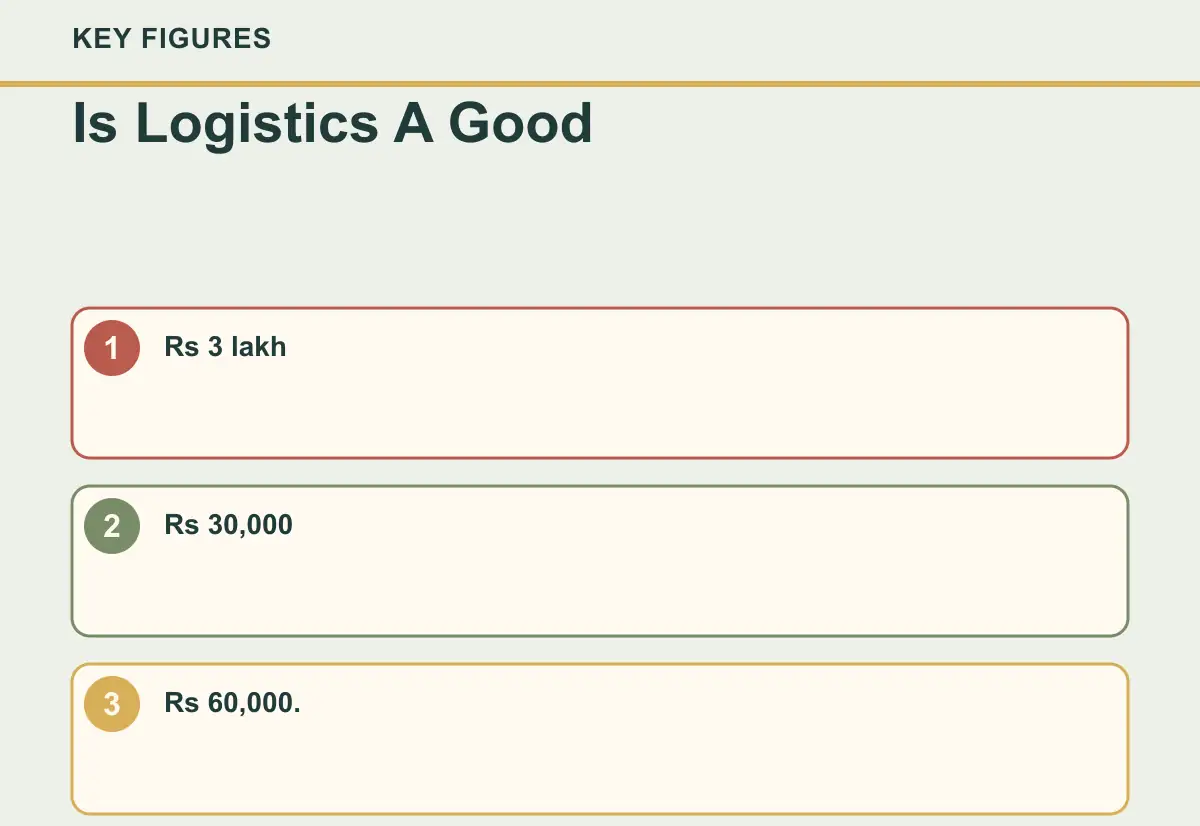 KEY FIGURES
Is Logistics A Good
1
Rs 3 lakh
2
Rs 30,000
3
Rs 60,000.